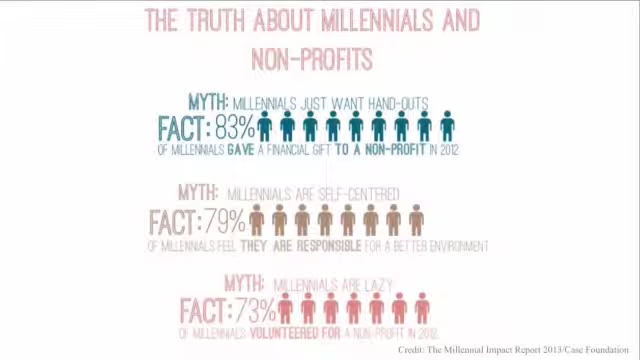 THE TRUTH ABOUT MILLENNIALS AND
NON-PROFITS
MYTH: MILLENNIALS JUST WANT HAND-OUTS
FACT: 83%
OF MILLENNIALS GAVE A FINANCIAL GIFT TO A NON-PROFIT IN 2012
MYTH: MILLENNIALS ARE SELF-CENTERED
FACT: 79%
OF MILLENNIALS FEEL THEY ARE RESPONSIBLE FOR A BETTER ENVIRONMENT
MYTH: MILLENNIALS ARE LAZY
FACT: 73%
OF MILLENNIALS VOLUNTEERED FOR A NON-PROFIT IN 2012
Credit: The Millennial Impact Report 2013/Case Foundation